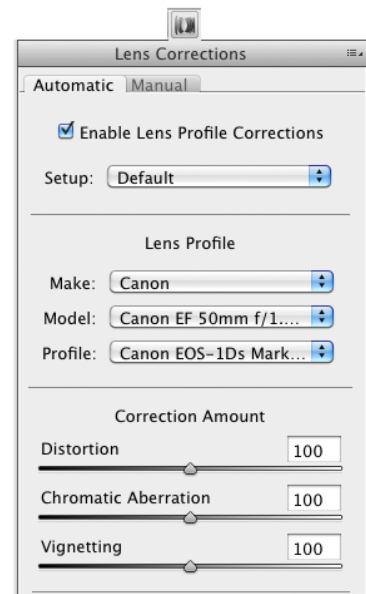 Lens Corrections
Automatic Manual
Enable Lens Profile Corrections
Setup: Default
Lens Profile
Make: Canon
Model: Canon EF 50mm f/1....
Profile: Canon EOS-1Ds Mark...
Correction Amount
Distortion 100
Chromatic Aberration 100
Vignetting 100